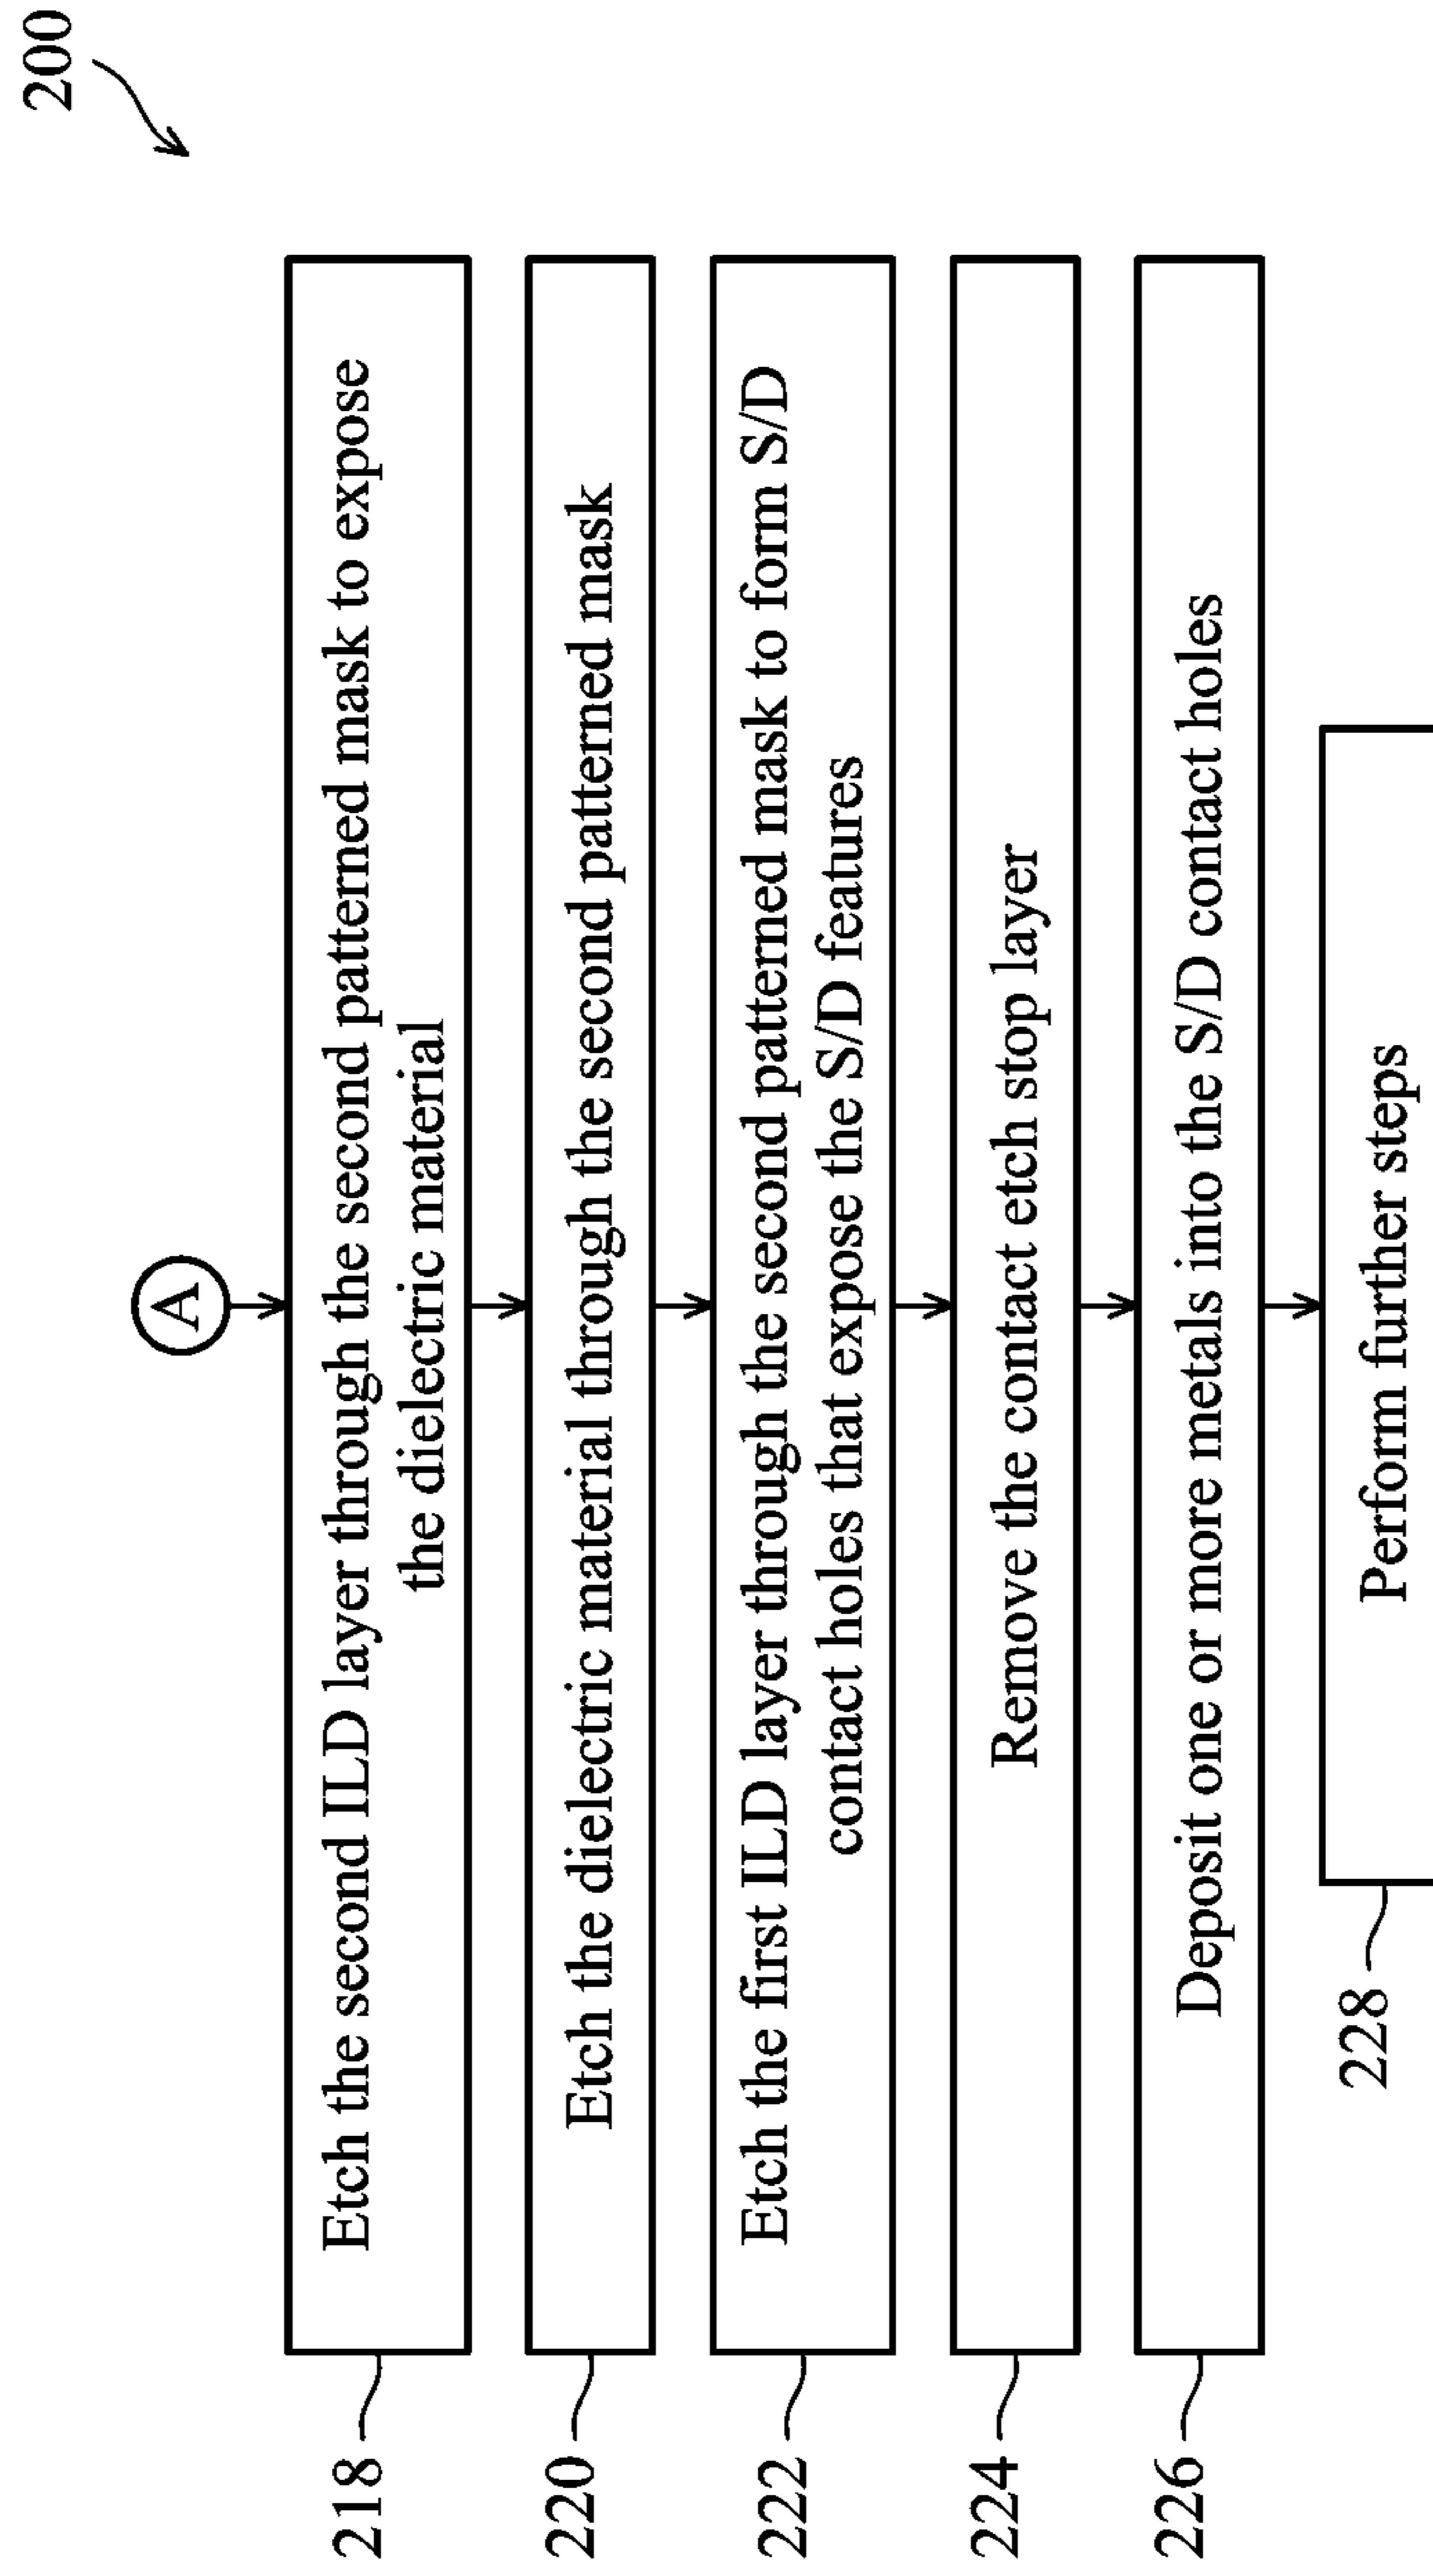 200
A
218
Etch the second ILD layer through the second patterned mask to expose
the dielectric material
220
Etch the dielectric material through the second patterned mask
222
Etch the first ILD layer through the second patterned mask to form S/D
contact holes that expose the S/D features
224
Remove the contact etch stop layer
226
Deposit one or more metals into the S/D contact holes
228
Perform further steps